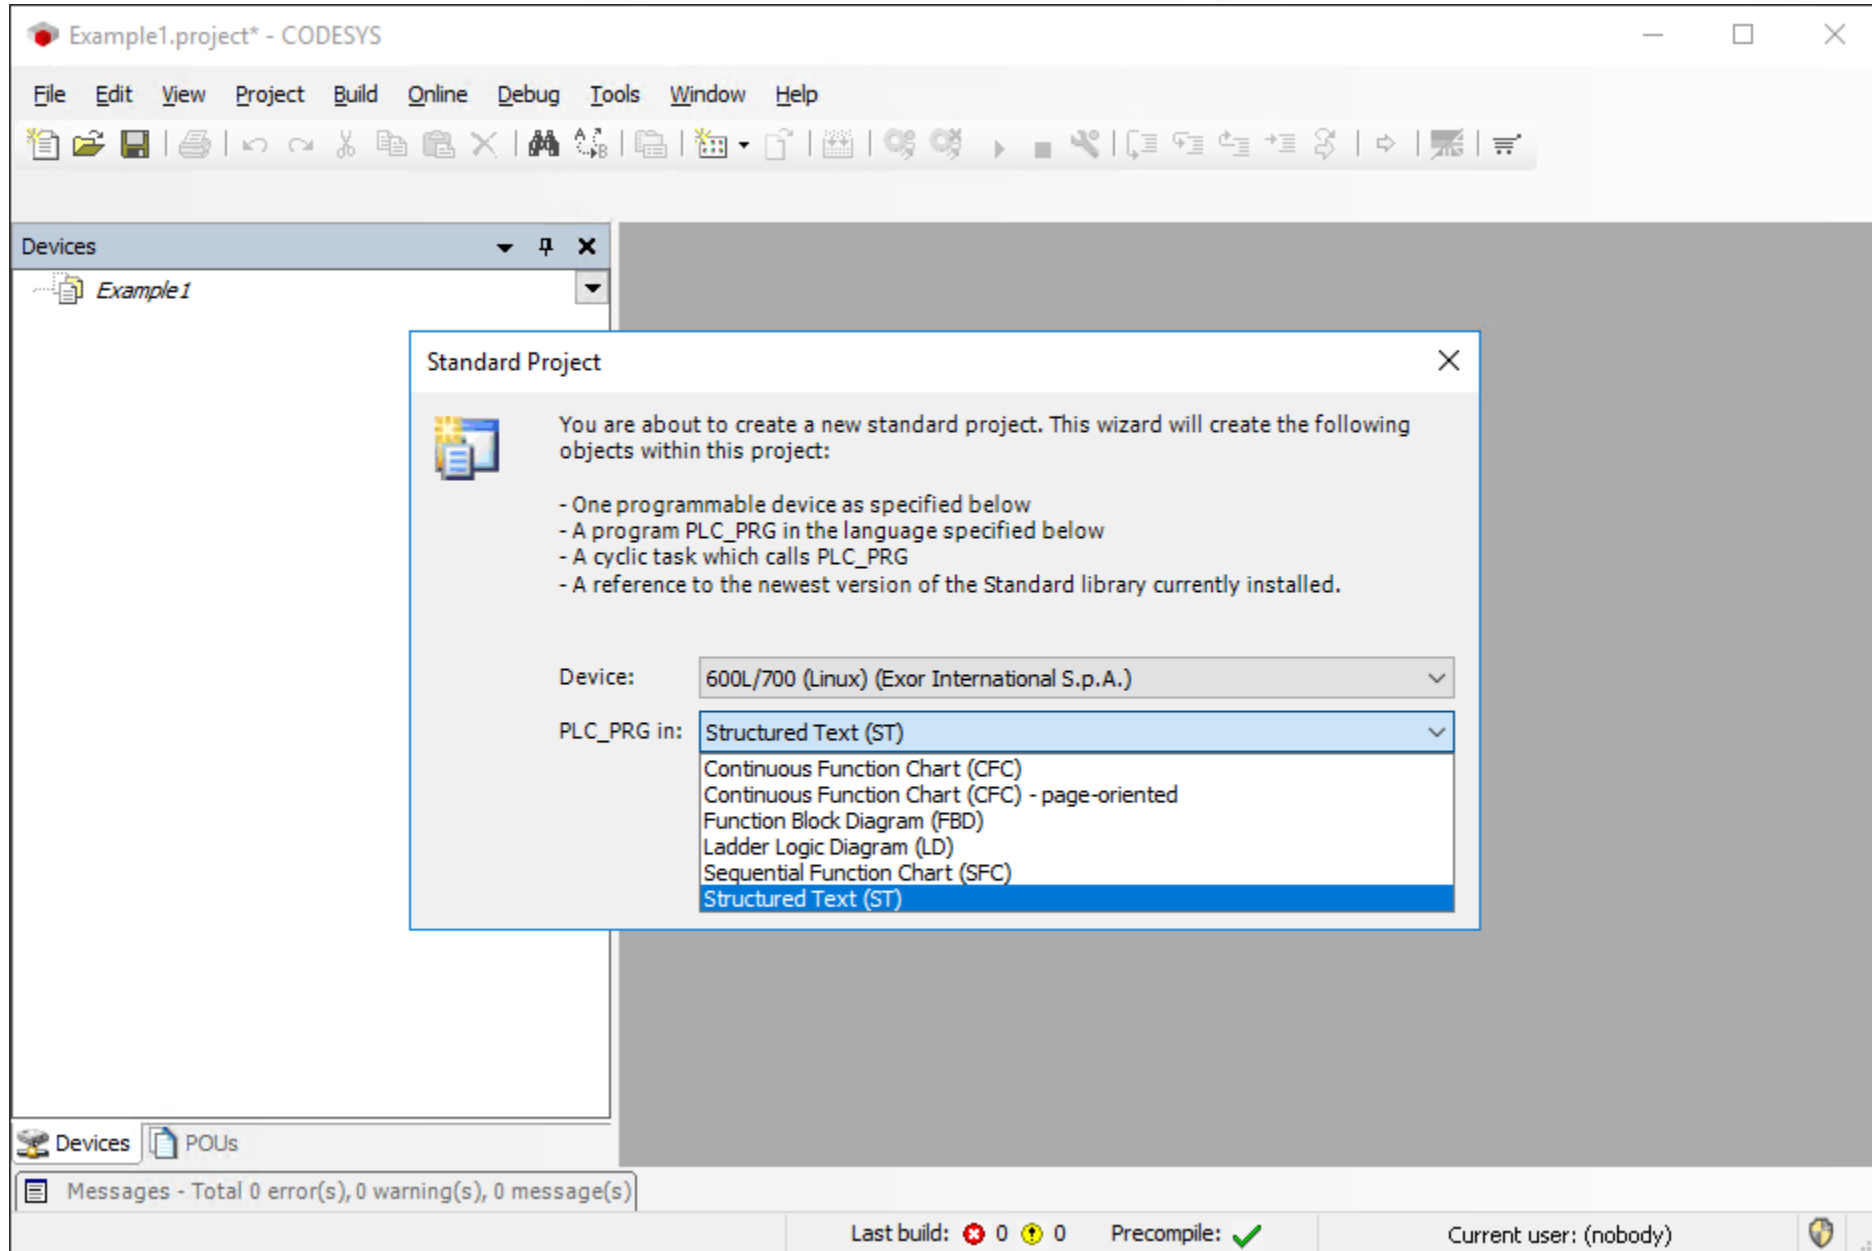 Example1.project* - CODESYS
File Edit View Project Build Online Debug Tools Window Help
Devices
Example1
Standard Project
You are about to create a new standard project. This wizard will create the following
objects within this project:
- One programmable device as specified below
- A program PLC_PRG in the language specified below
- A cyclic task which calls PLC_PRG
- A reference to the newest version of the Standard library currently installed.
Device: 600L/700 (Linux) (Exor International S.p.A.)
PLC_PRG in: Structured Text (ST)
Continuous Function Chart (CFC)
Continuous Function Chart (CFC) - page-oriented
Function Block Diagram (FBD)
Ladder Logic Diagram (LD)
Sequential Function Chart (SFC)
Structured Text (ST)
Devices POUs
Messages - Total 0 error(s), 0 warning(s), 0 message(s)
Last build: 0 0 Precompile: Current user: (nobody)